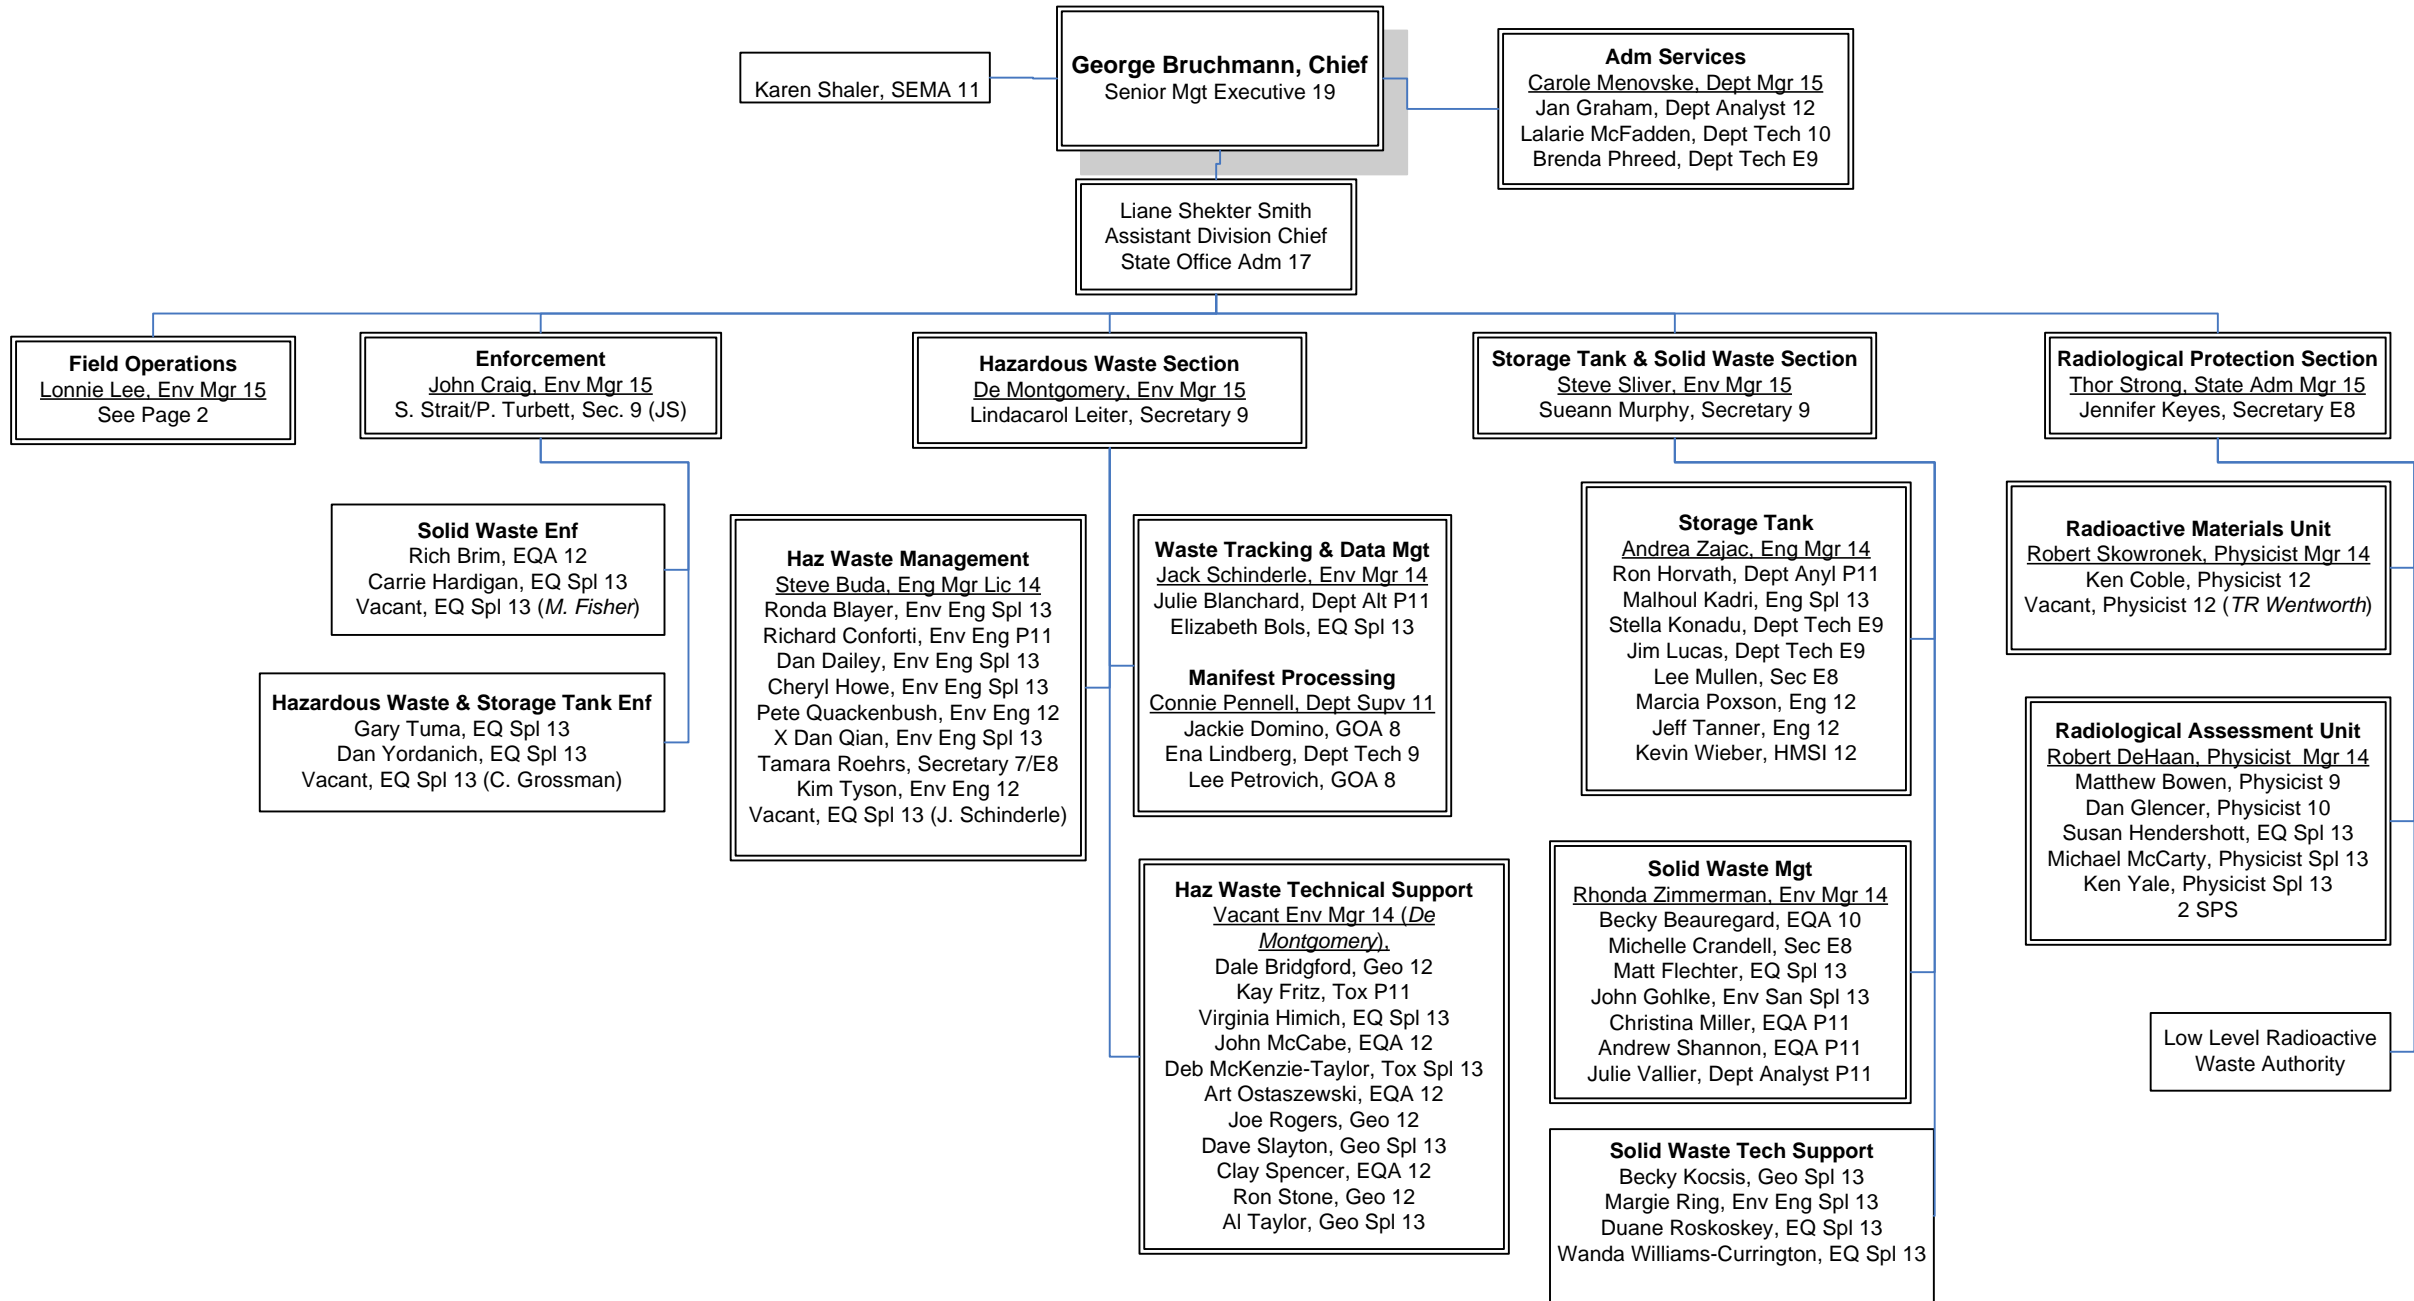 Karen Shaler, SEMA 11
George Bruchmann, Chief
Senior Mgt Executive 19
Adm Services
Carole Menovske, Dept Mgr 15
Jan Graham, Dept Analyst 12
Lalarie McFadden, Dept Tech 10
Brenda Phreed, Dept Tech E9
Liane Shekter Smith
Assistant Division Chief
State Office Adm 17
Field Operations
Lonnie Lee, Env Mgr 15
See Page 2
Enforcement
John Craig, Env Mgr 15
S. Strait/P. Turbett, Sec. 9 (JS)
Hazardous Waste Section
De Montgomery, Env Mgr 15
Lindacarol Leiter, Secretary 9
Storage Tank & Solid Waste Section
Steve Sliver, Env Mgr 15
Sueann Murphy, Secretary 9
Radiological Protection Section
Thor Strong, State Adm Mgr 15
Jennifer Keyes, Secretary E8
Solid Waste Enf
Rich Brim, EQA 12
Carrie Hardigan, EQ Spl 13
Vacant, EQ Spl 13 (M. Fisher)
Hazardous Waste & Storage Tank Enf
Gary Tuma, EQ Spl 13
Dan Yordanich, EQ Spl 13
Vacant, EQ Spl 13 (C. Grossman)
Haz Waste Management
Steve Buda, Eng Mgr Lic 14
Ronda Blayer, Env Eng Spl 13
Richard Conforti, Env Eng P11
Dan Dailey, Env Eng Spl 13
Cheryl Howe, Env Eng Spl 13
Pete Quackenbush, Env Eng 12
X Dan Qian, Env Eng Spl 13
Tamara Roehrs, Secretary 7/E8
Kim Tyson, Env Eng 12
Vacant, EQ Spl 13 (J. Schinderle)
Waste Tracking & Data Mgt
Jack Schinderle, Env Mgr 14
Julie Blanchard, Dept Alt P11
Elizabeth Bols, EQ Spl 13
Manifest Processing
Connie Pennell, Dept Supv 11
Jackie Domino, GOA 8
Ena Lindberg, Dept Tech 9
Lee Petrovich, GOA 8
Haz Waste Technical Support
Vacant Env Mgr 14 (De
Montgomery),
Dale Bridgford, Geo 12
Kay Fritz, Tox P11
Virginia Himich, EQ Spl 13
John McCabe, EQA 12
Deb McKenzie-Taylor, Tox Spl 13
Art Ostaszewski, EQA 12
Joe Rogers, Geo 12
Dave Slayton, Geo Spl 13
Clay Spencer, EQA 12
Ron Stone, Geo 12
Al Taylor, Geo Spl 13
Storage Tank
Andrea Zajac, Eng Mgr 14
Ron Horvath, Dept Anyl P11
Malhoul Kadri, Eng Spl 13
Stella Konadu, Dept Tech E9
Jim Lucas, Dept Tech E9
Lee Mullen, Sec E8
Marcia Poxson, Eng 12
Jeff Tanner, Eng 12
Kevin Wieber, HMSI 12
Solid Waste Mgt
Rhonda Zimmerman, Env Mgr 14
Becky Beauregard, EQA 10
Michelle Crandell, Sec E8
Matt Flechter, EQ Spl 13
John Gohlke, Env San Spl 13
Christina Miller, EQA P11
Andrew Shannon, EQA P11
Julie Vallier, Dept Analyst P11
Solid Waste Tech Support
Becky Kocsis, Geo Spl 13
Margie Ring, Env Eng Spl 13
Duane Roskoskey, EQ Spl 13
Wanda Williams-Currington, EQ Spl 13
Radioactive Materials Unit
Robert Skowronek, Physicist Mgr 14
Ken Coble, Physicist 12
Vacant, Physicist 12 (TR Wentworth)
Radiological Assessment Unit
Robert DeHaan, Physicist  Mgr 14
Matthew Bowen, Physicist 9
Dan Glencer, Physicist 10
Susan Hendershott, EQ Spl 13
Michael McCarty, Physicist Spl 13
Ken Yale, Physicist Spl 13
2 SPS
Low Level Radioactive
Waste Authority